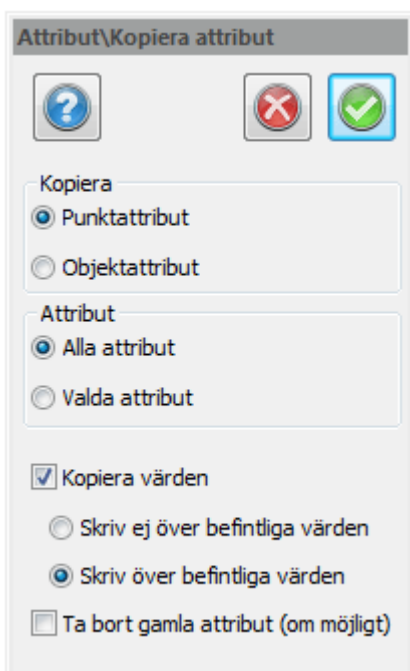 Attribut\Kopiera attribut
Kopiera
Punktattribut
Objektattribut
Attribut
Alla attribut
Valda attribut
Kopiera värden
Skriv ej över befintliga värden
Skriv över befintliga värden
Ta bort gamla attribut (om möjligt)